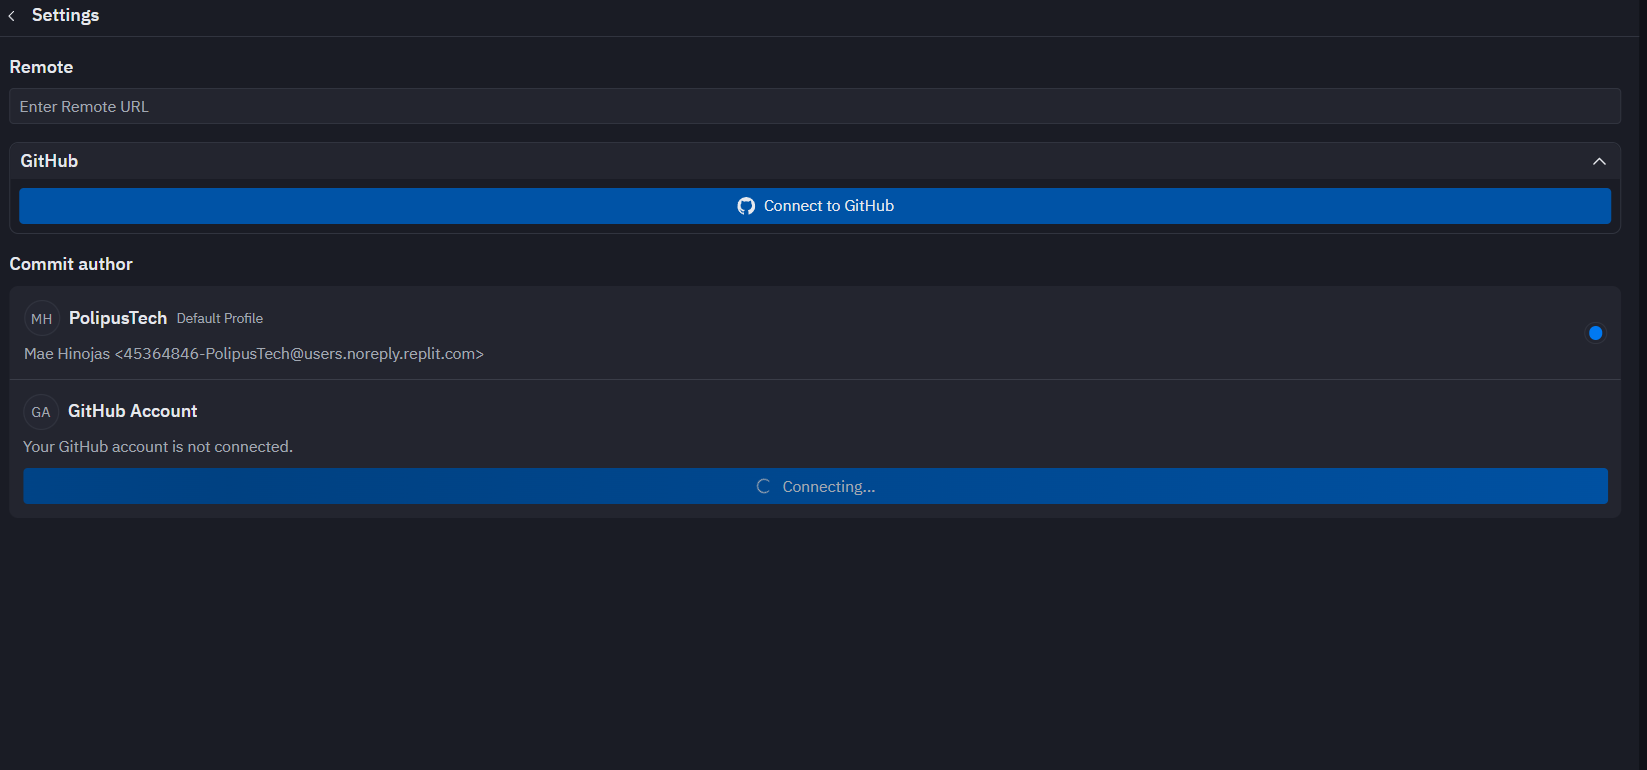 Settings
Remote
Enter Remote URL
GitHub
Connect to GitHub
Commit author
MH PolipusTech Default Profile
Mae Hinojas <45364846-PolipusTech@users.noreply.replit.com>
GA GitHub Account
Your GitHub account is not connected.
Connecting...